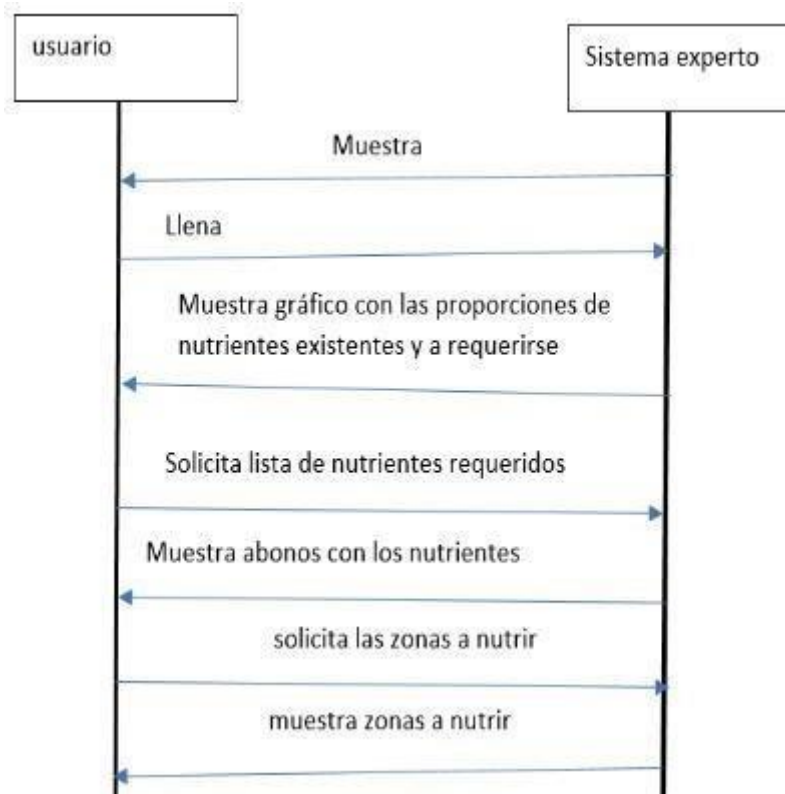 usuario
Sistema experto
Muestra
Llena
Muestra gráfico con las proporciones de
nutrientes existentes y a requerirse
Solicita lista de nutrientes requeridos
Muestra abonos con los nutrientes
solicita las zonas a nutrir
muestra zonas a nutrir